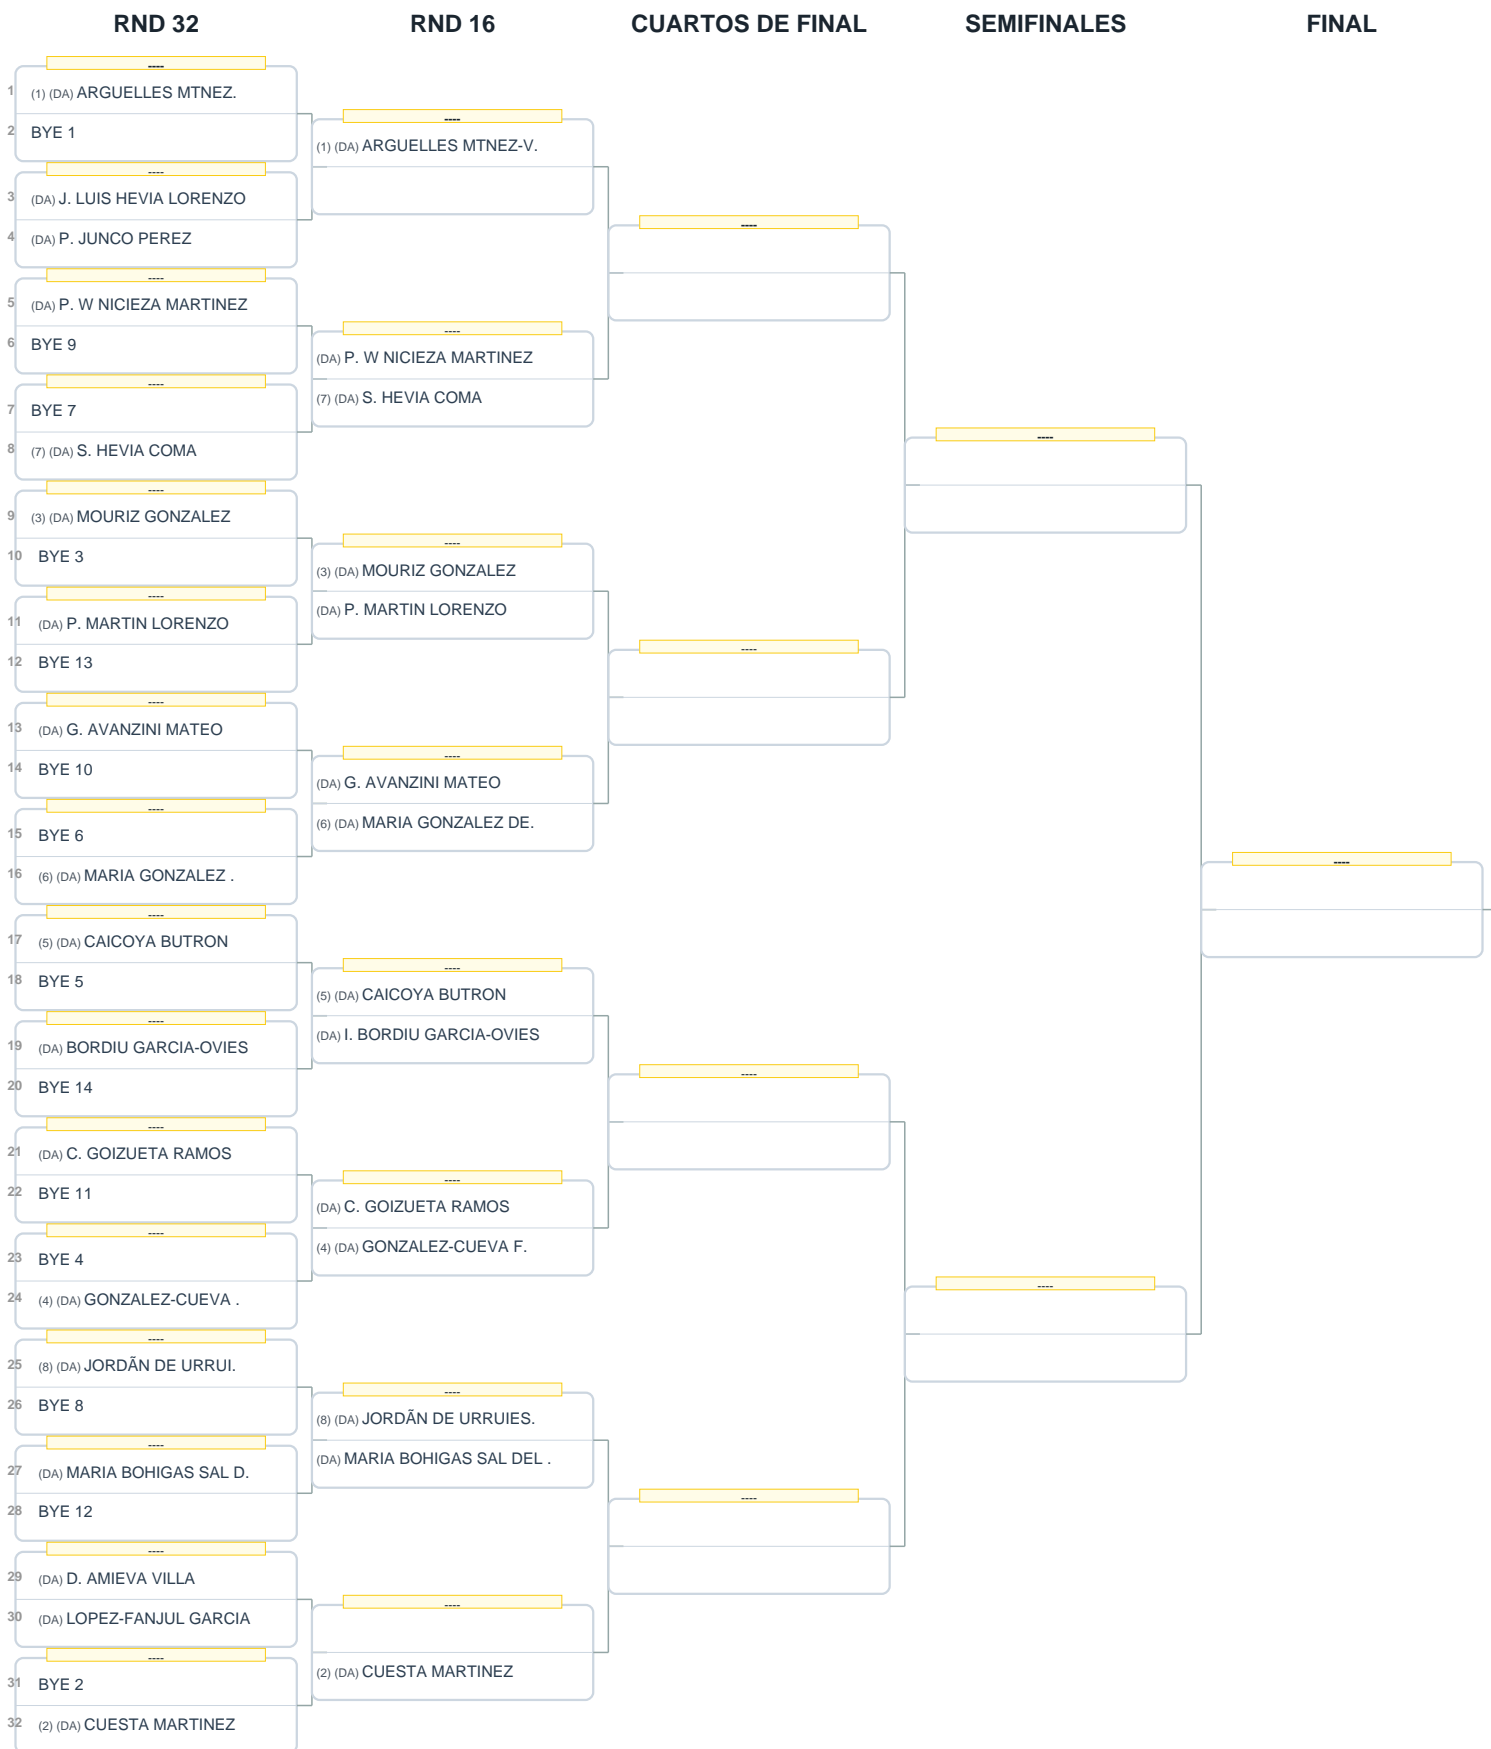 RND 32
RND 16
CUARTOS DE FINAL
SEMIFINALES
FINAL
----
1 (1) (DA) ARGUELLES MTNEZ.
2 BYE 1
----
3 (DA) J. LUIS HEVIA LORENZO
4 (DA) P. JUNCO PEREZ
----
5 (DA) P. W NICIEZA MARTINEZ
6 BYE 9
----
7 BYE 7
8 (7) (DA) S. HEVIA COMA
----
9 (3) (DA) MOURIZ GONZALEZ
10 BYE 3
----
11 (DA) P. MARTIN LORENZO
12 BYE 13
----
13 (DA) G. AVANZINI MATEO
14 BYE 10
----
15 BYE 6
16 (6) (DA) MARIA GONZALEZ .
----
17 (5) (DA) CAICOYA BUTRON
18 BYE 5
----
19 (DA) BORDIU GARCIA-OVIES
20 BYE 14
----
21 (DA) C. GOIZUETA RAMOS
22 BYE 11
----
23 BYE 4
24 (4) (DA) GONZALEZ-CUEVA .
----
25 (8) (DA) JORDÃN DE URRUI.
26 BYE 8
----
27 (DA) MARIA BOHIGAS SAL D.
28 BYE 12
----
29 (DA) D. AMIEVA VILLA
30 (DA) LOPEZ-FANJUL GARCIA
----
31 BYE 2
32 (2) (DA) CUESTA MARTINEZ
----
(1) (DA) ARGUELLES MTNEZ-V.
----
(DA) P. W NICIEZA MARTINEZ
(7) (DA) S. HEVIA COMA
----
(3) (DA) MOURIZ GONZALEZ
(DA) P. MARTIN LORENZO
----
(DA) G. AVANZINI MATEO
(6) (DA) MARIA GONZALEZ DE.
----
(5) (DA) CAICOYA BUTRON
(DA) I. BORDIU GARCIA-OVIES
----
(DA) C. GOIZUETA RAMOS
(4) (DA) GONZALEZ-CUEVA F.
----
(8) (DA) JORDÃN DE URRUIES.
(DA) MARIA BOHIGAS SAL DEL .
----
(2) (DA) CUESTA MARTINEZ
----
----
----
----
----
----
----